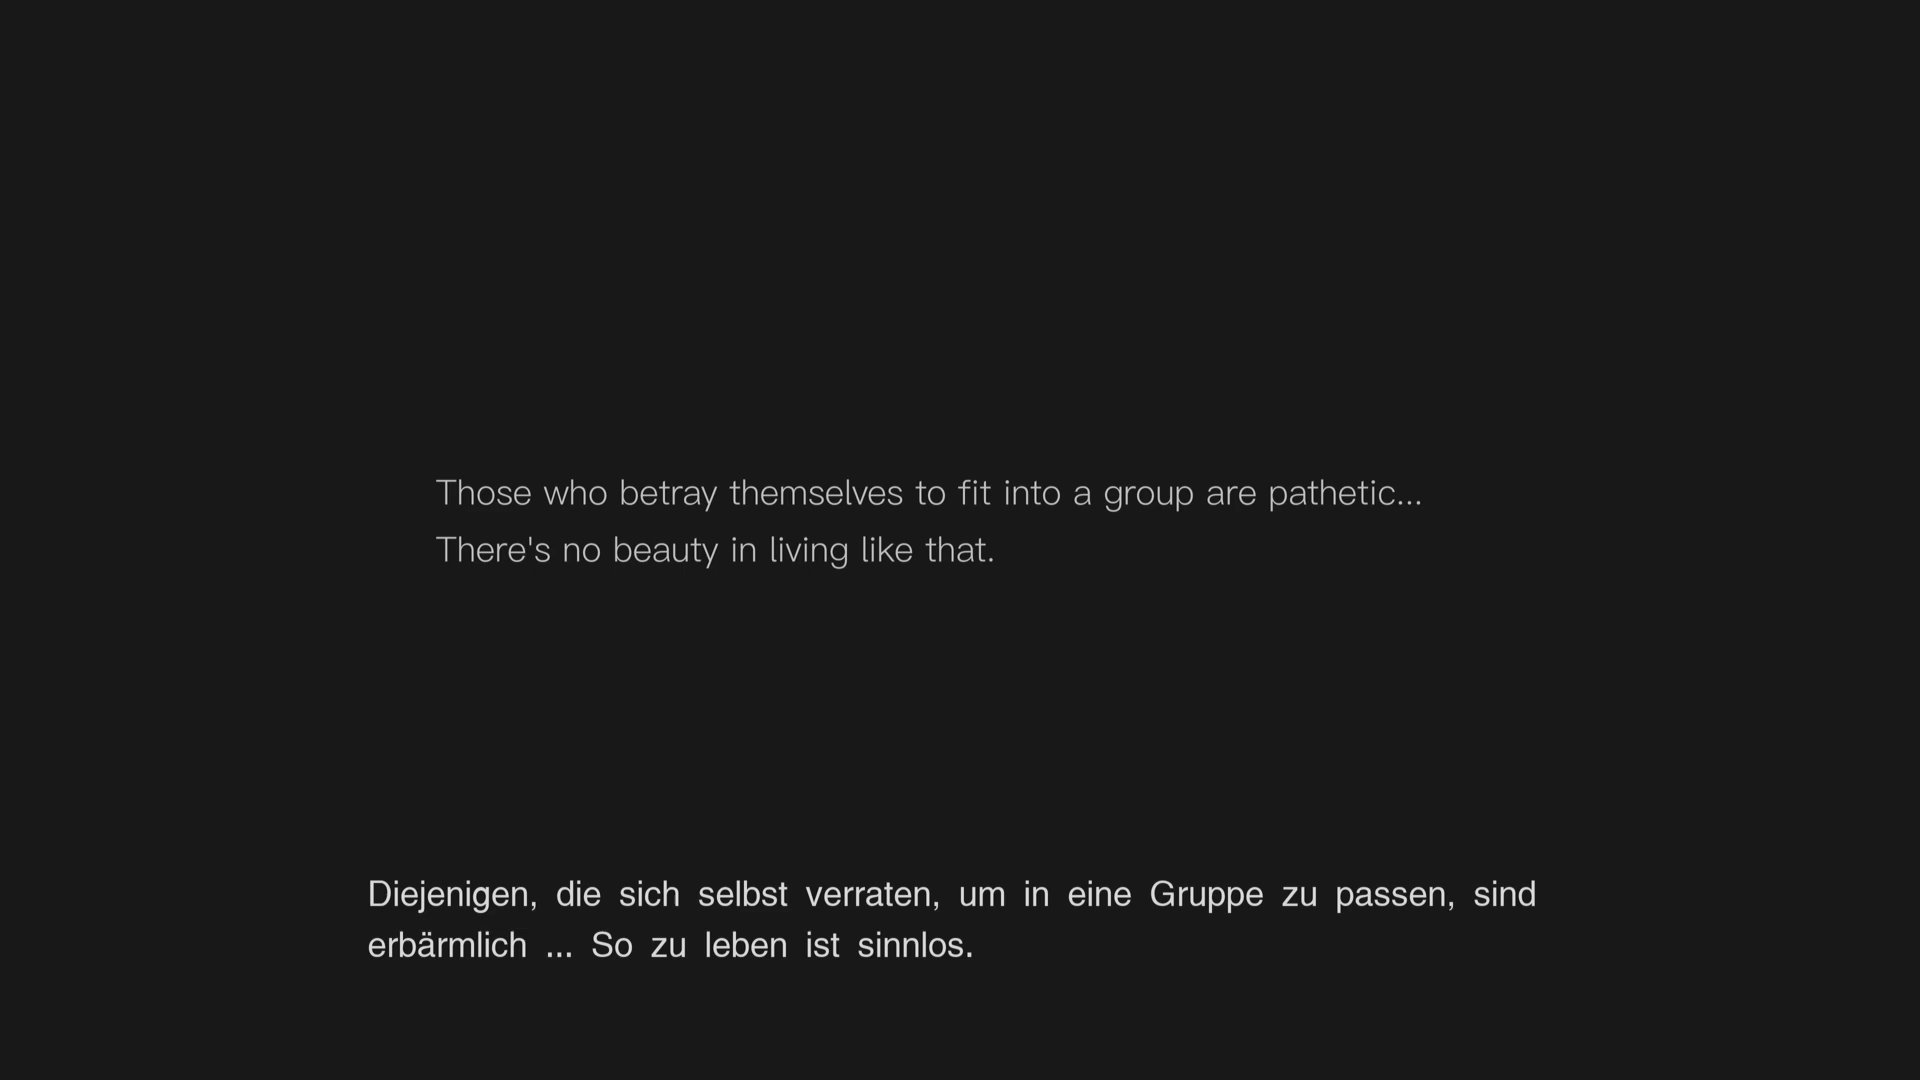 Those who betray themselves to fit into a group are pathetic...
There's no beauty in living like that.
Diejenigen, die sich selbst verraten, um in eine Gruppe zu passen, sind
erbärmlich ... So zu leben ist sinnlos.